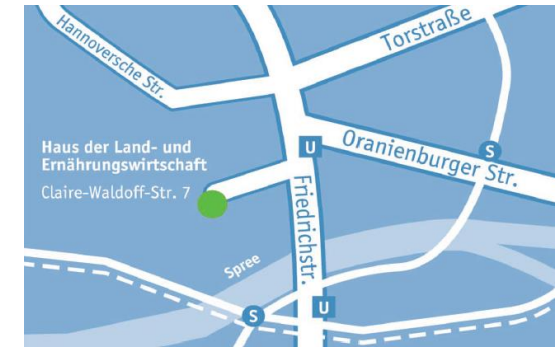 Hannoversche Str.
Torstraße
Haus der Land- und
Ernährungswirtschaft
Claire-Waldoff-Str. 7
U
Oranienburger Str.
S
Friedrichstr.
Spree
S
U